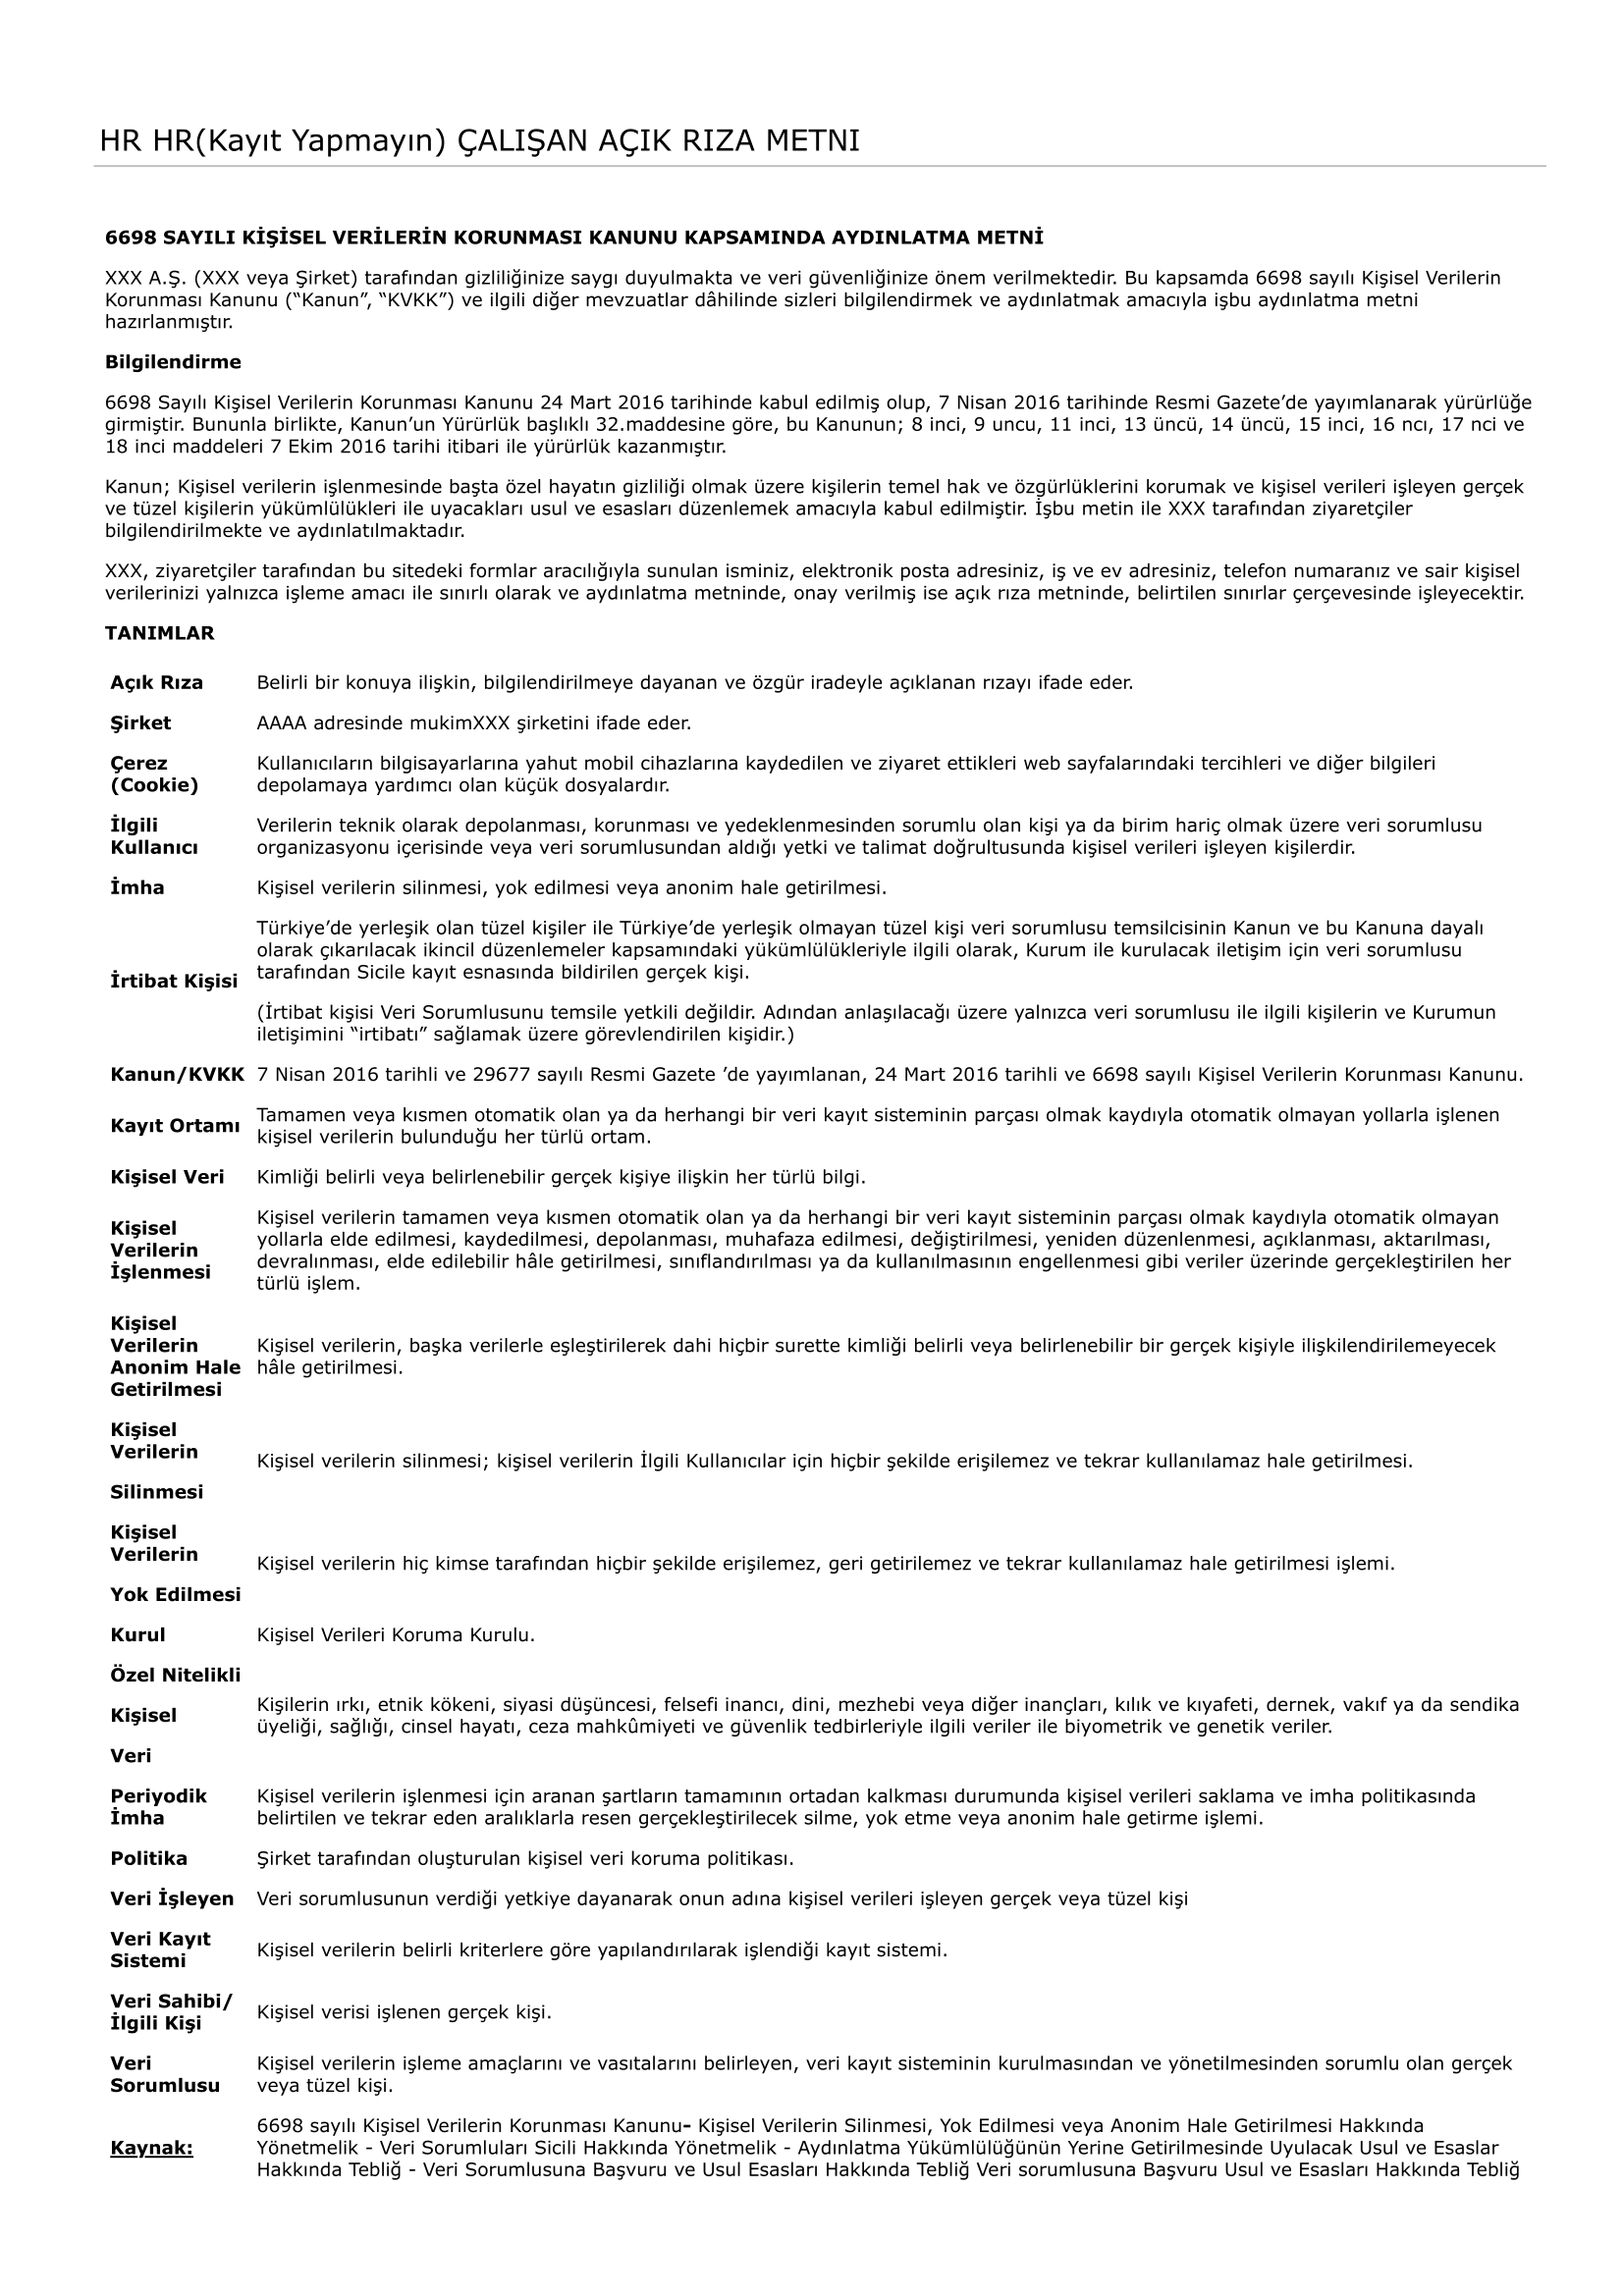 HR HR(Kayıt Yapmayın) ÇALIŞAN AÇIK RIZA METNI
6698 SAYILI KİŞİSEL VERİLERİN KORUNMASI KANUNU KAPSAMINDA AYDINLATMA METNİ
XXX A.Ş. (XXX veya Şirket) tarafından gizliliğinize saygı duyulmakta ve veri güvenliğinize önem verilmektedir. Bu kapsamda 6698 sayılı Kişisel Verilerin
Korunması Kanunu (“Kanun”, “KVKK”) ve ilgili diğer mevzuatlar dâhilinde sizleri bilgilendirmek ve aydınlatmak amacıyla işbu aydınlatma metni
hazırlanmıştır.
Bilgilendirme
6698 Sayılı Kişisel Verilerin Korunması Kanunu 24 Mart 2016 tarihinde kabul edilmiş olup, 7 Nisan 2016 tarihinde Resmi Gazete’de yayımlanarak yürürlüğe
girmiştir. Bununla birlikte, Kanun’un Yürürlük başlıklı 32.maddesine göre, bu Kanunun; 8 inci, 9 uncu, 11 inci, 13 üncü, 14 üncü, 15 inci, 16 ncı, 17 nci ve
18 inci maddeleri 7 Ekim 2016 tarihi itibari ile yürürlük kazanmıştır.
Kanun; Kişisel verilerin işlenmesinde başta özel hayatın gizliliği olmak üzere kişilerin temel hak ve özgürlüklerini korumak ve kişisel verileri işleyen gerçek
ve tüzel kişilerin yükümlülükleri ile uyacakları usul ve esasları düzenlemek amacıyla kabul edilmiştir. İşbu metin ile XXX tarafından ziyaretçiler
bilgilendirilmekte ve aydınlatılmaktadır.
XXX, ziyaretçiler tarafından bu sitedeki formlar aracılığıyla sunulan isminiz, elektronik posta adresiniz, iş ve ev adresiniz, telefon numaranız ve sair kişisel
verilerinizi yalnızca işleme amacı ile sınırlı olarak ve aydınlatma metninde, onay verilmiş ise açık rıza metninde, belirtilen sınırlar çerçevesinde işleyecektir.
TANIMLAR
Açık Rıza Belirli bir konuya ilişkin, bilgilendirilmeye dayanan ve özgür iradeyle açıklanan rızayı ifade eder.
Şirket AAAA adresinde mukimXXX şirketini ifade eder.
Çerez
(Cookie)
Kullanıcıların bilgisayarlarına yahut mobil cihazlarına kaydedilen ve ziyaret ettikleri web sayfalarındaki tercihleri ve diğer bilgileri
depolamaya yardımcı olan küçük dosyalardır.
İlgili
Kullanıcı
Verilerin teknik olarak depolanması, korunması ve yedeklenmesinden sorumlu olan kişi ya da birim hariç olmak üzere veri sorumlusu
organizasyonu içerisinde veya veri sorumlusundan aldığı yetki ve talimat doğrultusunda kişisel verileri işleyen kişilerdir.
İmha Kişisel verilerin silinmesi, yok edilmesi veya anonim hale getirilmesi.
İrtibat Kişisi
Türkiye’de yerleşik olan tüzel kişiler ile Türkiye’de yerleşik olmayan tüzel kişi veri sorumlusu temsilcisinin Kanun ve bu Kanuna dayalı
olarak çıkarılacak ikincil düzenlemeler kapsamındaki yükümlülükleriyle ilgili olarak, Kurum ile kurulacak iletişim için veri sorumlusu
tarafından Sicile kayıt esnasında bildirilen gerçek kişi.
(İrtibat kişisi Veri Sorumlusunu temsile yetkili değildir. Adından anlaşılacağı üzere yalnızca veri sorumlusu ile ilgili kişilerin ve Kurumun
iletişimini “irtibatı” sağlamak üzere görevlendirilen kişidir.)
Kanun/KVKK 7 Nisan 2016 tarihli ve 29677 sayılı Resmi Gazete ’de yayımlanan, 24 Mart 2016 tarihli ve 6698 sayılı Kişisel Verilerin Korunması Kanunu.
Kayıt Ortamı
Tamamen veya kısmen otomatik olan ya da herhangi bir veri kayıt sisteminin parçası olmak kaydıyla otomatik olmayan yollarla işlenen
kişisel verilerin bulunduğu her türlü ortam.
Kişisel Veri Kimliği belirli veya belirlenebilir gerçek kişiye ilişkin her türlü bilgi.
Kişisel
Verilerin
İşlenmesi
Kişisel verilerin tamamen veya kısmen otomatik olan ya da herhangi bir veri kayıt sisteminin parçası olmak kaydıyla otomatik olmayan
yollarla elde edilmesi, kaydedilmesi, depolanması, muhafaza edilmesi, değiştirilmesi, yeniden düzenlenmesi, açıklanması, aktarılması,
devralınması, elde edilebilir hâle getirilmesi, sınıflandırılması ya da kullanılmasının engellenmesi gibi veriler üzerinde gerçekleştirilen her
türlü işlem.
Kişisel
Verilerin
Anonim Hale
Getirilmesi
Kişisel verilerin, başka verilerle eşleştirilerek dahi hiçbir surette kimliği belirli veya belirlenebilir bir gerçek kişiyle ilişkilendirilemeyecek
hâle getirilmesi.
Kişisel
Verilerin
Silinmesi
Kişisel verilerin silinmesi; kişisel verilerin İlgili Kullanıcılar için hiçbir şekilde erişilemez ve tekrar kullanılamaz hale getirilmesi.
Kişisel
Verilerin
Yok Edilmesi
Kişisel verilerin hiç kimse tarafından hiçbir şekilde erişilemez, geri getirilemez ve tekrar kullanılamaz hale getirilmesi işlemi.
Kurul Kişisel Verileri Koruma Kurulu.
Özel Nitelikli
Kişisel
Veri
Kişilerin ırkı, etnik kökeni, siyasi düşüncesi, felsefi inancı, dini, mezhebi veya diğer inançları, kılık ve kıyafeti, dernek, vakıf ya da sendika
üyeliği, sağlığı, cinsel hayatı, ceza mahkûmiyeti ve güvenlik tedbirleriyle ilgili veriler ile biyometrik ve genetik veriler.
Periyodik
İmha
Kişisel verilerin işlenmesi için aranan şartların tamamının ortadan kalkması durumunda kişisel verileri saklama ve imha politikasında
belirtilen ve tekrar eden aralıklarla resen gerçekleştirilecek silme, yok etme veya anonim hale getirme işlemi.
Politika Şirket tarafından oluşturulan kişisel veri koruma politikası.
Veri İşleyen Veri sorumlusunun verdiği yetkiye dayanarak onun adına kişisel verileri işleyen gerçek veya tüzel kişi
Veri Kayıt
Sistemi
Kişisel verilerin belirli kriterlere göre yapılandırılarak işlendiği kayıt sistemi.
Veri Sahibi/
İlgili Kişi
Kişisel verisi işlenen gerçek kişi.
Veri
Sorumlusu
Kişisel verilerin işleme amaçlarını ve vasıtalarını belirleyen, veri kayıt sisteminin kurulmasından ve yönetilmesinden sorumlu olan gerçek
veya tüzel kişi.
Kaynak:
6698 sayılı Kişisel Verilerin Korunması Kanunu- Kişisel Verilerin Silinmesi, Yok Edilmesi veya Anonim Hale Getirilmesi Hakkında
Yönetmelik - Veri Sorumluları Sicili Hakkında Yönetmelik - Aydınlatma Yükümlülüğünün Yerine Getirilmesinde Uyulacak Usul ve Esaslar
Hakkında Tebliğ - Veri Sorumlusuna Başvuru ve Usul Esasları Hakkında Tebliğ Veri sorumlusuna Başvuru Usul ve Esasları Hakkında Tebliğ